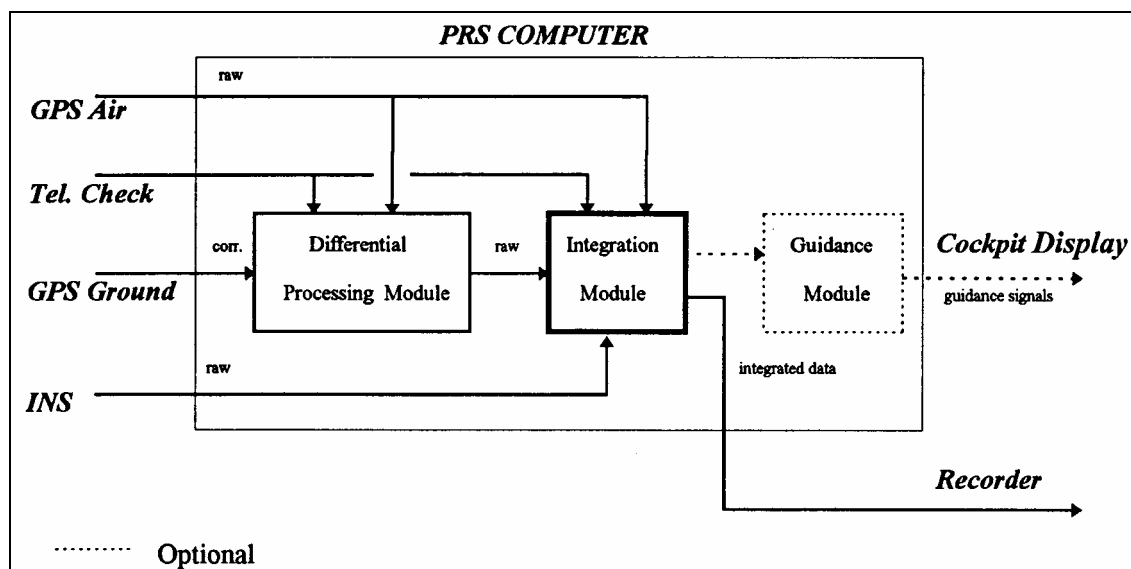 PRS COMPUTER
raw
GPS Air
Tel. Check
corr.
Differential
Processing Module
raw
Integration
Module
Guidance
Module
Cockpit Display
guidance signals
GPS Ground
raw
integrated data
INS
Recorder
Optional